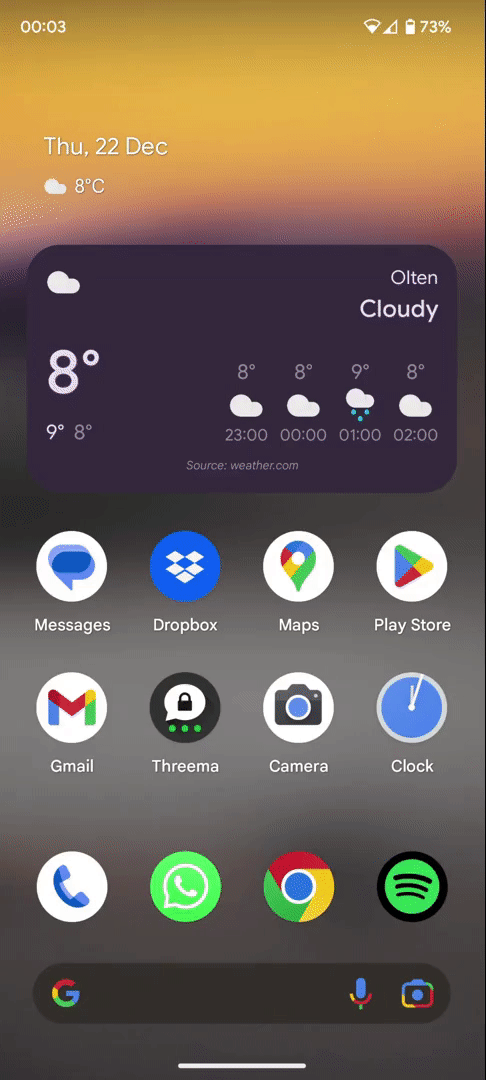 00:03 73%
Thu, 22 Dec
8°C
Olten
Cloudy
8°
8° 8° 9° 8°
9° 8°
23:00 00:00 01:00 02:00
Source: weather.com
Messages Dropbox Maps Play Store
Gmail Threema Camera Clock